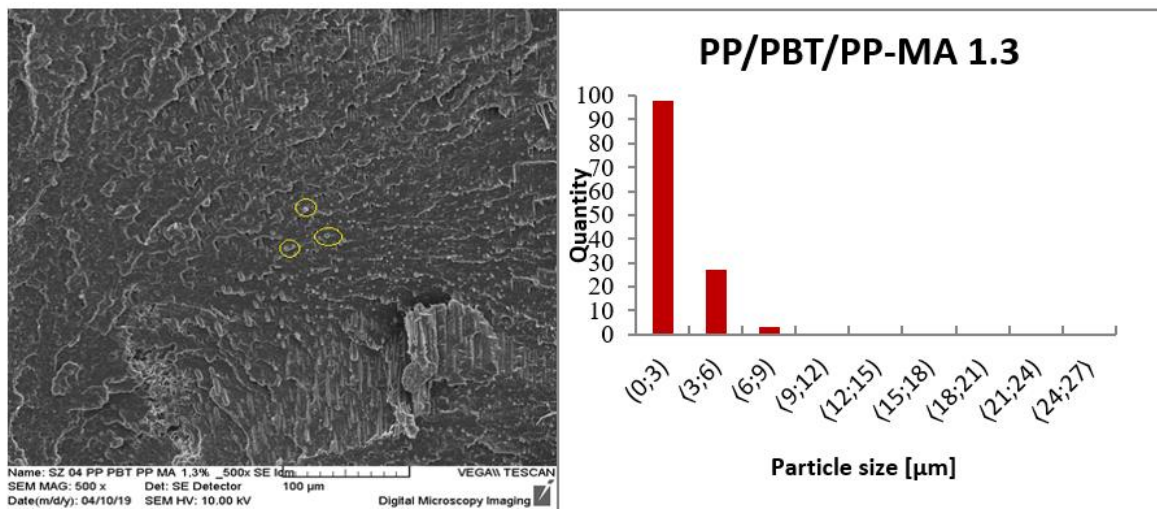 Name: SZ 04 PP PBT PP MA 1,3% _500x SE ldm
VEGA\\ TESCAN
SEM MAG: 500 x Det: SE Detector
100 µm
Date(m/d/y): 04/10/19 SEM HV: 10.00 kV
Digital Microscopy Imaging
PP/PBT/PP-MA 1.3
Quantity
100
90
80
70
60
50
40
30
20
10
0
(0;3)
⟨3;6)
⟨6;9)
⟨9;12)
⟨12;15)
⟨15;18)
⟨18;21)
⟨21;24)
⟨24;27⟩
Particle size [µm]